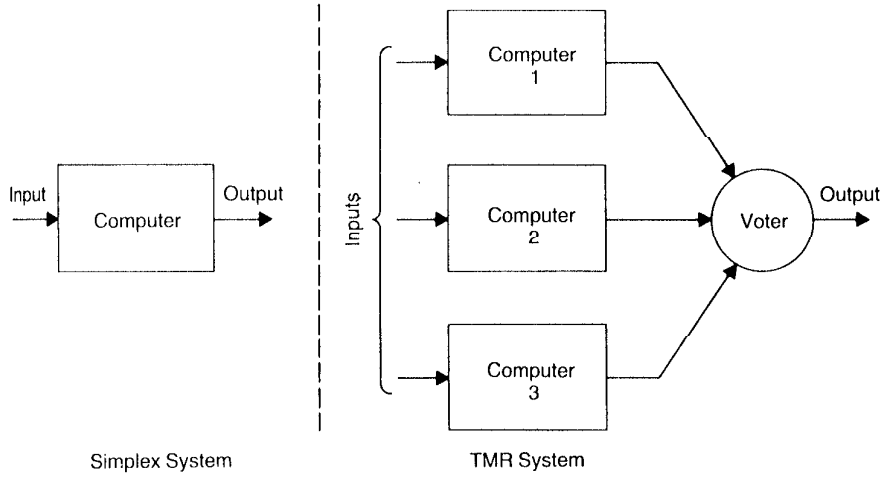 Input
Computer
Output
Simplex System
Inputs
Computer
1
Computer
2
Computer
3
Voter
Output
TMR System